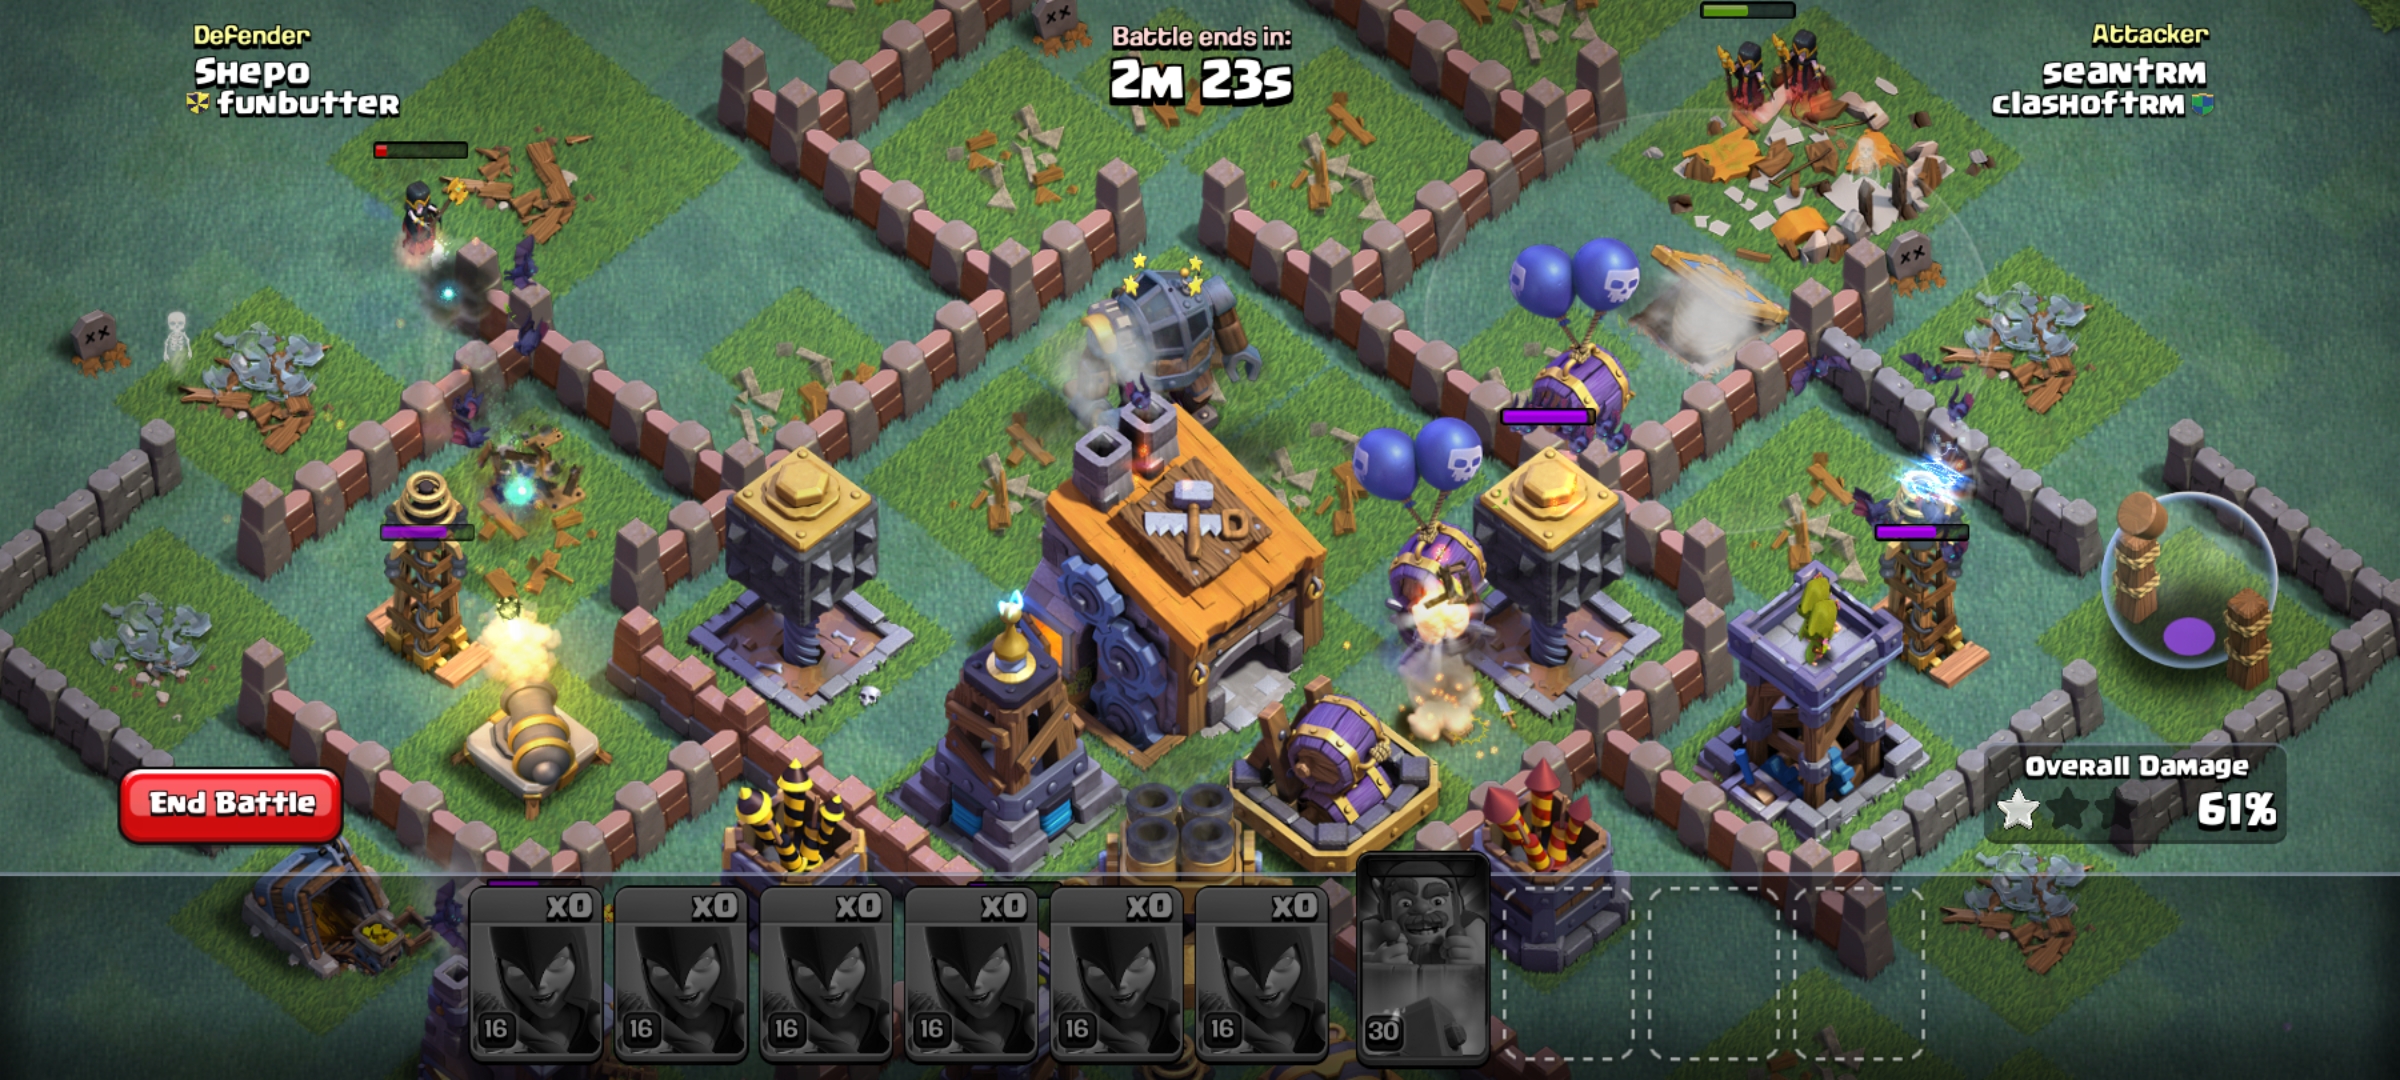 Defender
Shepo
funbutter
Battle ends in:
2M 23s
Attacker
seantRM
clashoftRM
End Battle
Overall Damage
61%
x0
x0
x0
x0
x0
x0
16
16
16
16
16
16
30